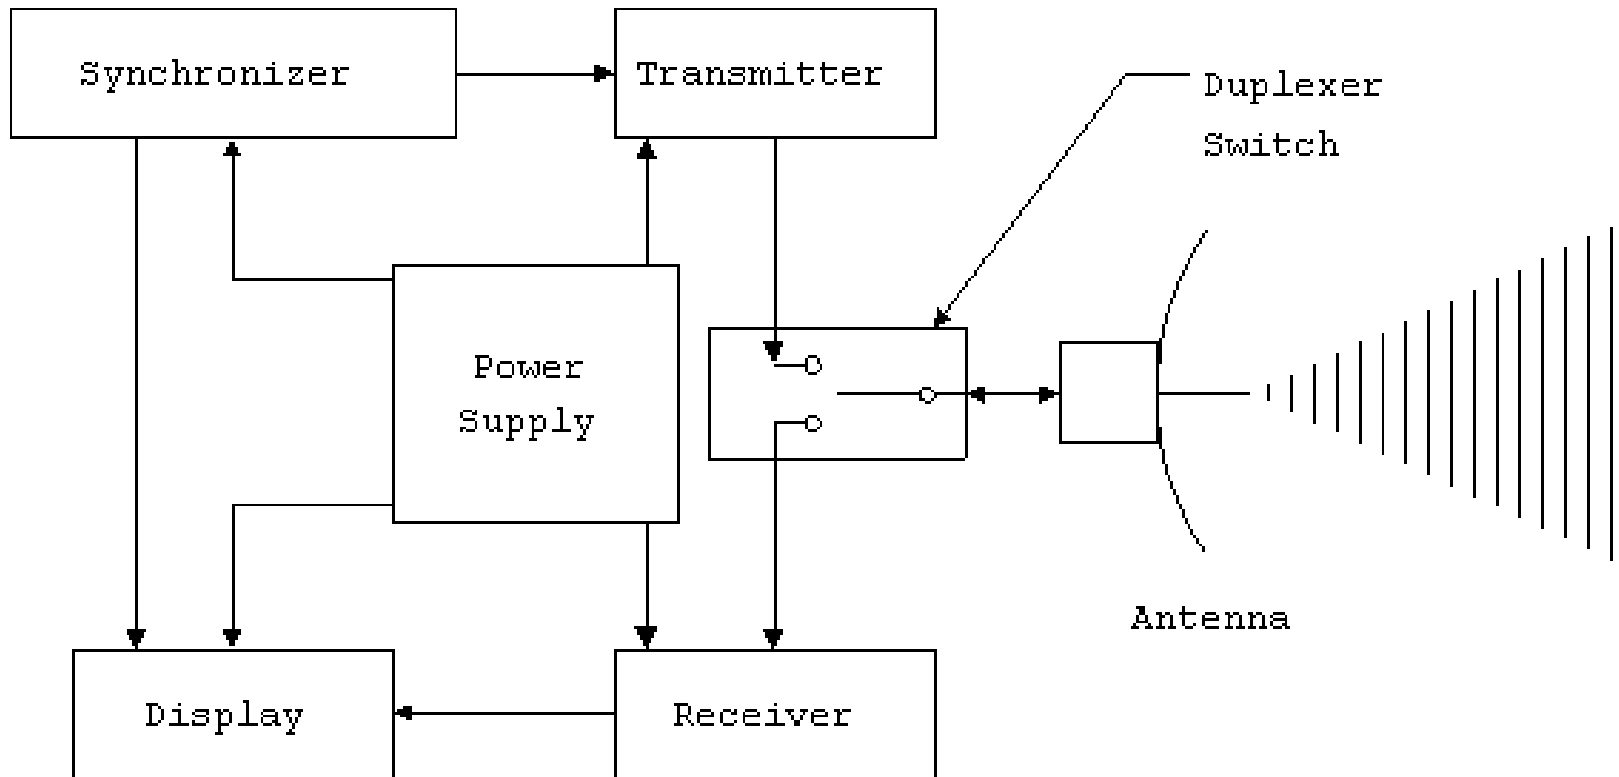 Synchronizer
Transmitter
Duplexer
Switch
Power
Supply
Antenna
Display
Receiver